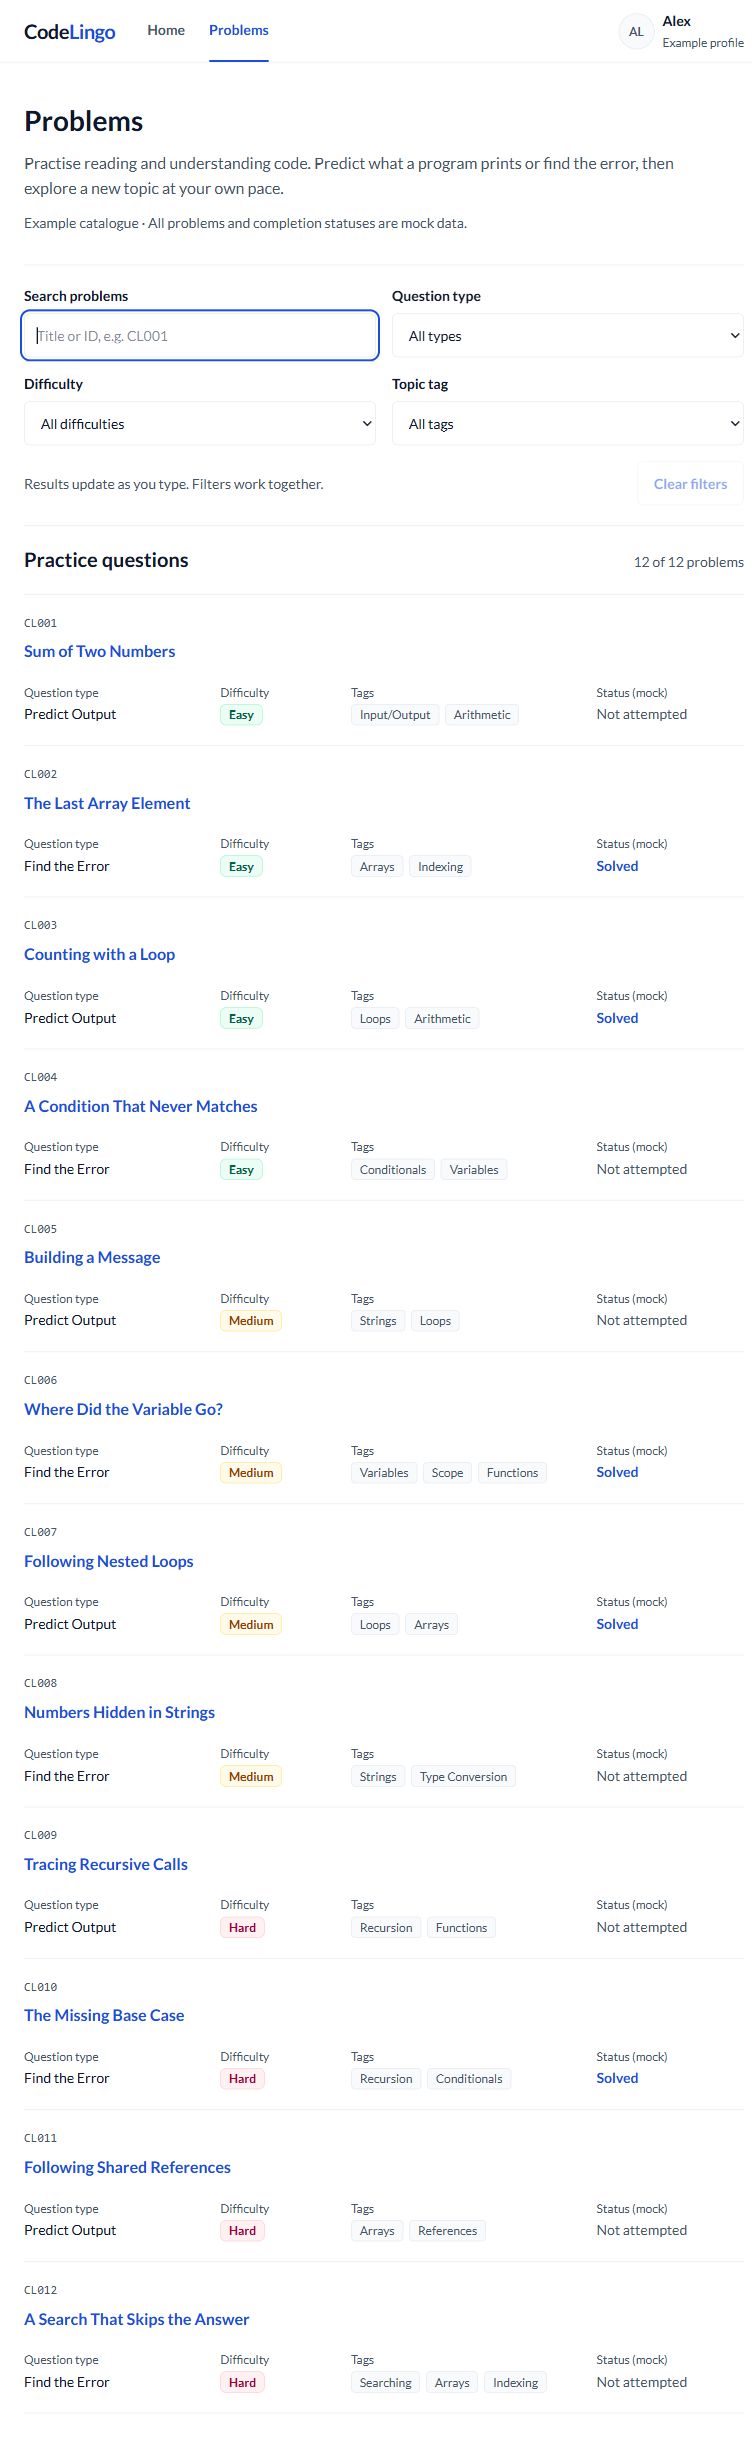 CodeLingo Home Problems AL Alex
Example profile
Problems
Practise reading and understanding code. Predict what a program prints or find the error, then
explore a new topic at your own pace.
Example catalogue · All problems and completion statuses are mock data.
Search problems Question type
Title or ID, e.g. CL001 All types
Difficulty Topic tag
All difficulties All tags
Results update as you type. Filters work together. Clear filters
Practice questions 12 of 12 problems
CL001
Sum of Two Numbers
Question type Difficulty Tags Status (mock)
Predict Output Easy Input/Output Arithmetic Not attempted
CL002
The Last Array Element
Question type Difficulty Tags Status (mock)
Find the Error Easy Arrays Indexing Solved
CL003
Counting with a Loop
Question type Difficulty Tags Status (mock)
Predict Output Easy Loops Arithmetic Solved
CL004
A Condition That Never Matches
Question type Difficulty Tags Status (mock)
Find the Error Easy Conditionals Variables Not attempted
CL005
Building a Message
Question type Difficulty Tags Status (mock)
Predict Output Medium Strings Loops Not attempted
CL006
Where Did the Variable Go?
Question type Difficulty Tags Status (mock)
Find the Error Medium Variables Scope Functions Solved
CL007
Following Nested Loops
Question type Difficulty Tags Status (mock)
Predict Output Medium Loops Arrays Solved
CL008
Numbers Hidden in Strings
Question type Difficulty Tags Status (mock)
Find the Error Medium Strings Type Conversion Not attempted
CL009
Tracing Recursive Calls
Question type Difficulty Tags Status (mock)
Predict Output Hard Recursion Functions Not attempted
CL010
The Missing Base Case
Question type Difficulty Tags Status (mock)
Find the Error Hard Recursion Conditionals Solved
CL011
Following Shared References
Question type Difficulty Tags Status (mock)
Predict Output Hard Arrays References Not attempted
CL012
A Search That Skips the Answer
Question type Difficulty Tags Status (mock)
Find the Error Hard Searching Arrays Indexing Not attempted